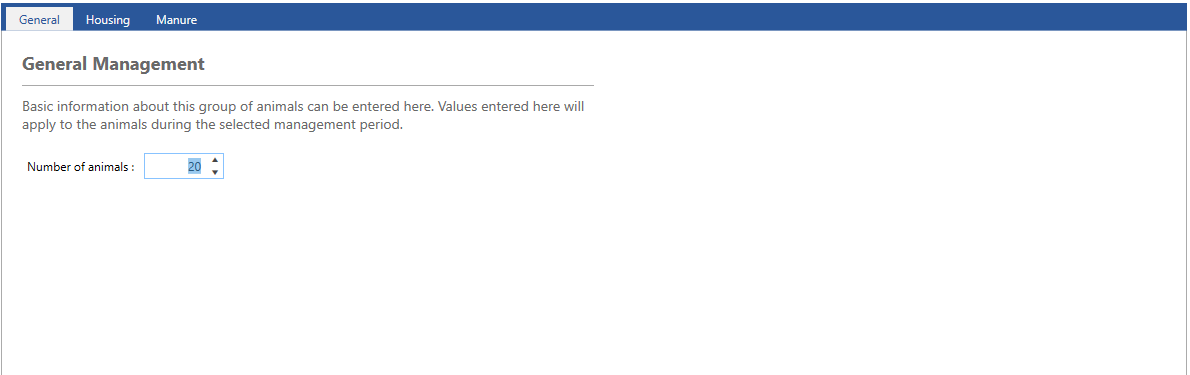 General Housing Manure
General Management
Basic information about this group of animals can be entered here. Values entered here will
apply to the animals during the selected management period.
Number of animals : 20